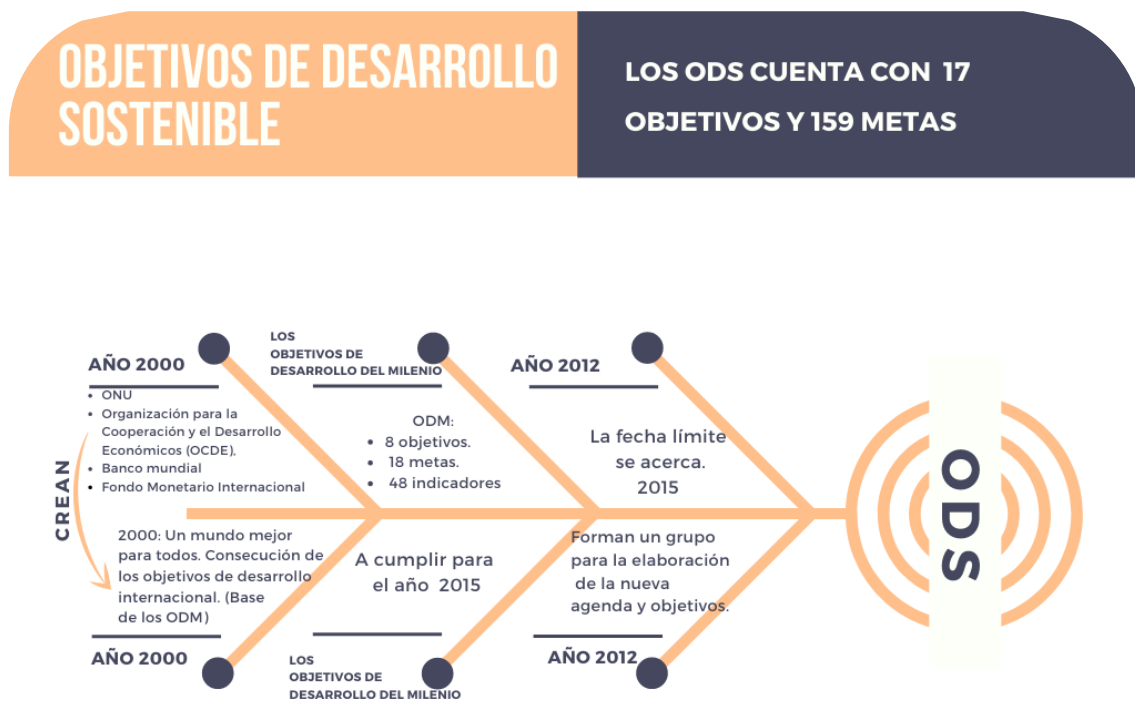 OBJETIVOS DE DESARROLLO
SOSTENIBLE
LOS ODS CUENTA CON 17
OBJETIVOS Y 159 METAS
AÑO 2000
• ONU
• Organización para la
Cooperación y el Desarrollo
Económicos (OCDE),
• Banco mundial
• Fondo Monetario Internacional
CREAN
2000: Un mundo mejor
para todos. Consecución de
los objetivos de desarrollo
internacional. (Base
de los ODM)
AÑO 2000
LOS
OBJETIVOS DE
DESARROLLO DEL MILENIO
ODM:
• 8 objetivos.
• 18 metas.
• 48 indicadores
A cumplir para
el año 2015
LOS
OBJETIVOS DE
DESARROLLO DEL MILENIO
AÑO 2012
La fecha límite
se acerca.
2015
Forman un grupo
para la elaboración
de la nueva
agenda y objetivos.
AÑO 2012
ODS